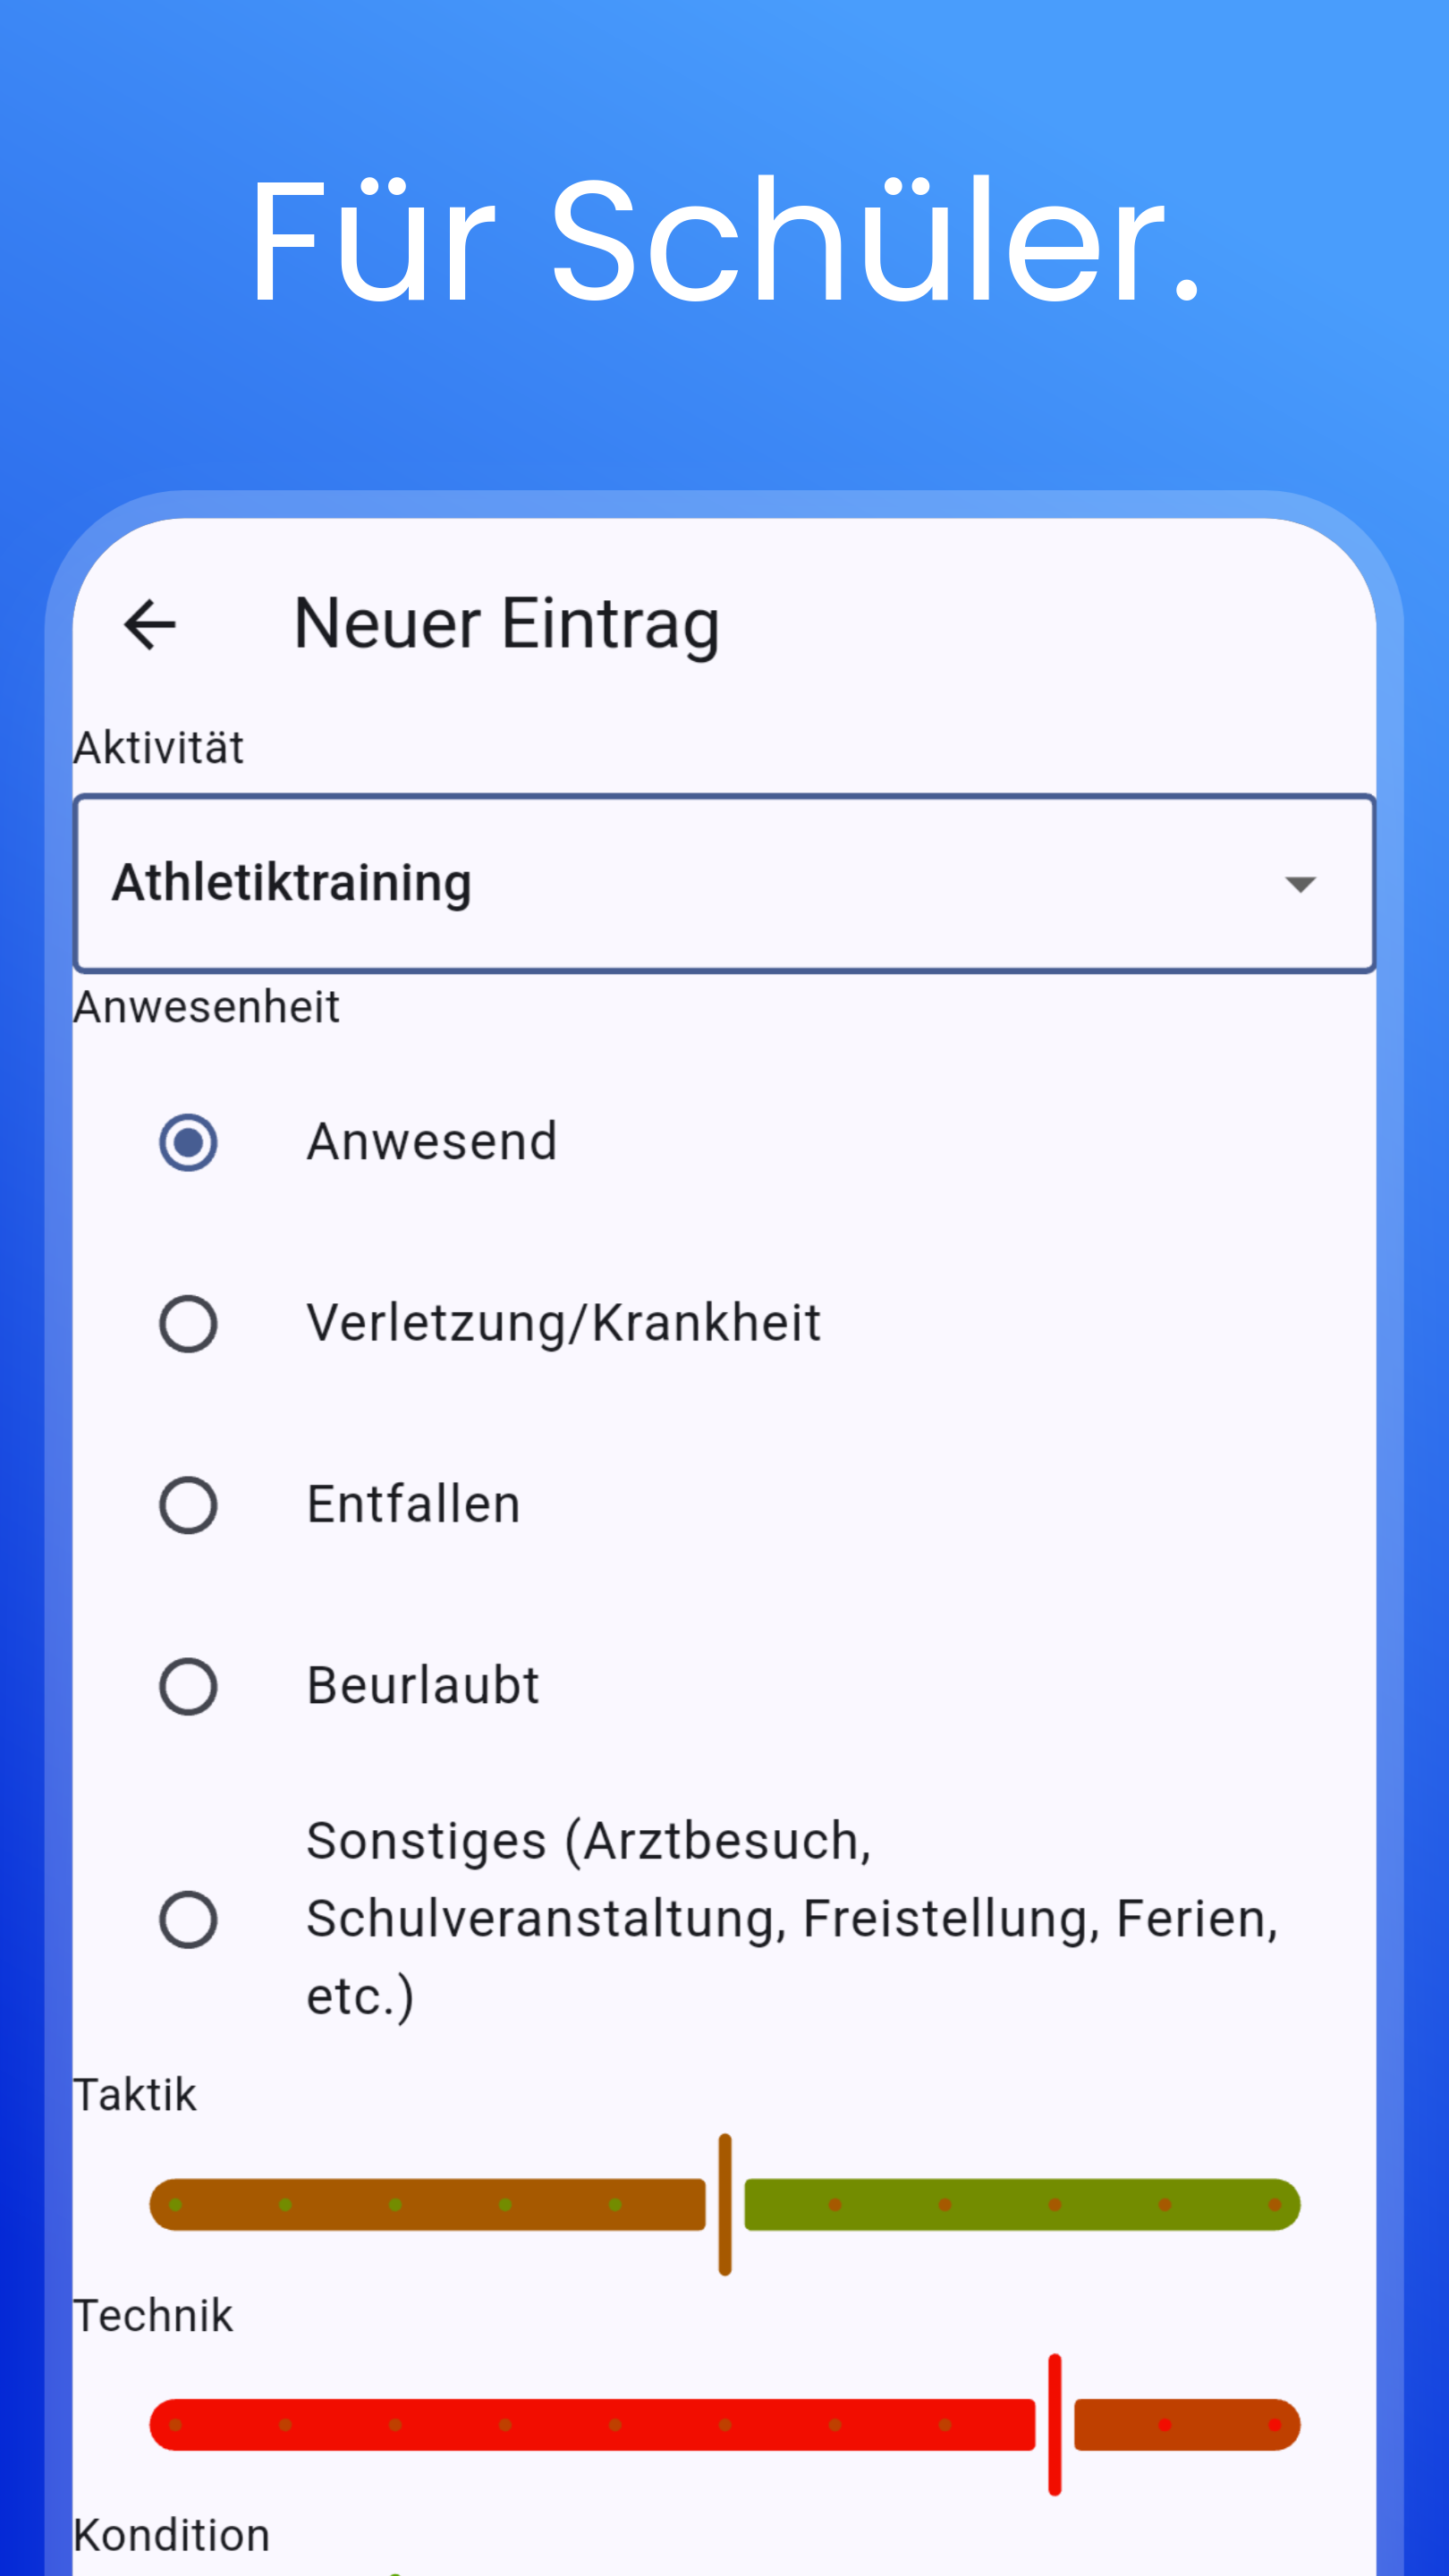 Für Schüler.
Neuer Eintrag
Aktivität
Athletiktraining
Anwesenheit
Anwesend
Verletzung/Krankheit
Entfallen
Beurlaubt
Sonstiges (Arztbesuch,
Schulveranstaltung, Freistellung, Ferien,
etc.)
Taktik
Technik
Kondition